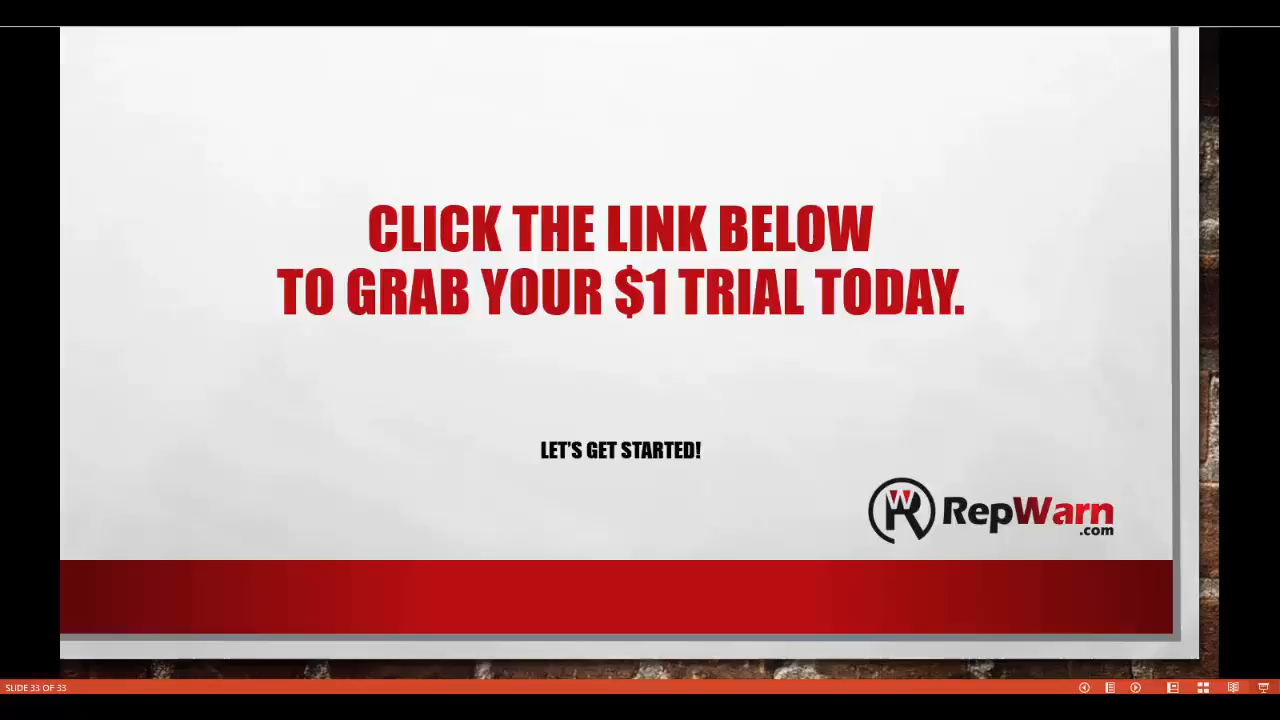 CLICK THE LINK BELOW
TO GRAB YOUR $1 TRIAL TODAY.
LET'S GET STARTED!
RepWarn
.com
SLIDE 33 OF 33